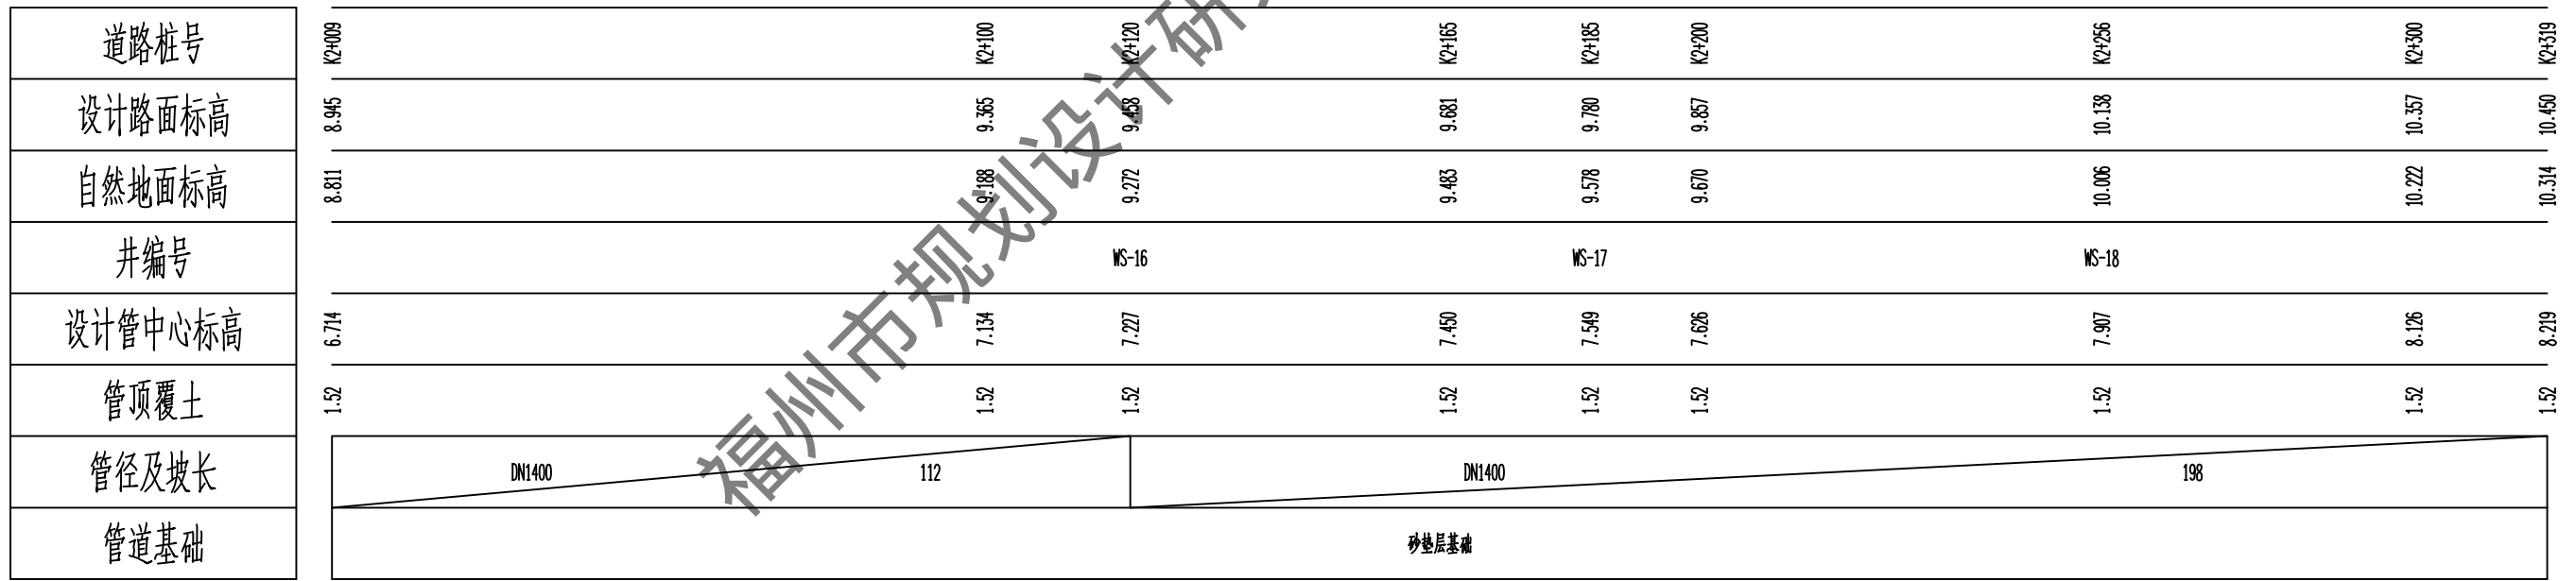 道路桩号 K2+009 K2+100 K2+120 K2+165 K2+185 K2+200 K2+256 K2+300 K2+319
设计路面标高 8.945 9.365 9.458 9.681 9.780 9.857 10.138 10.357 10.450
自然地面标高 8.811 9.188 9.272 9.483 9.578 9.670 10.006 10.222 10.314
井编号 WS-16 WS-17 WS-18
设计管中心标高 6.714 7.134 7.227 7.450 7.549 7.626 7.907 8.126 8.219
管顶覆土 1.52 1.52 1.52 1.52 1.52 1.52 1.52 1.52 1.52
管径及坡长 DN1400 112 DN1400 198
管道基础 砂垫层基础
福州市规划设计研